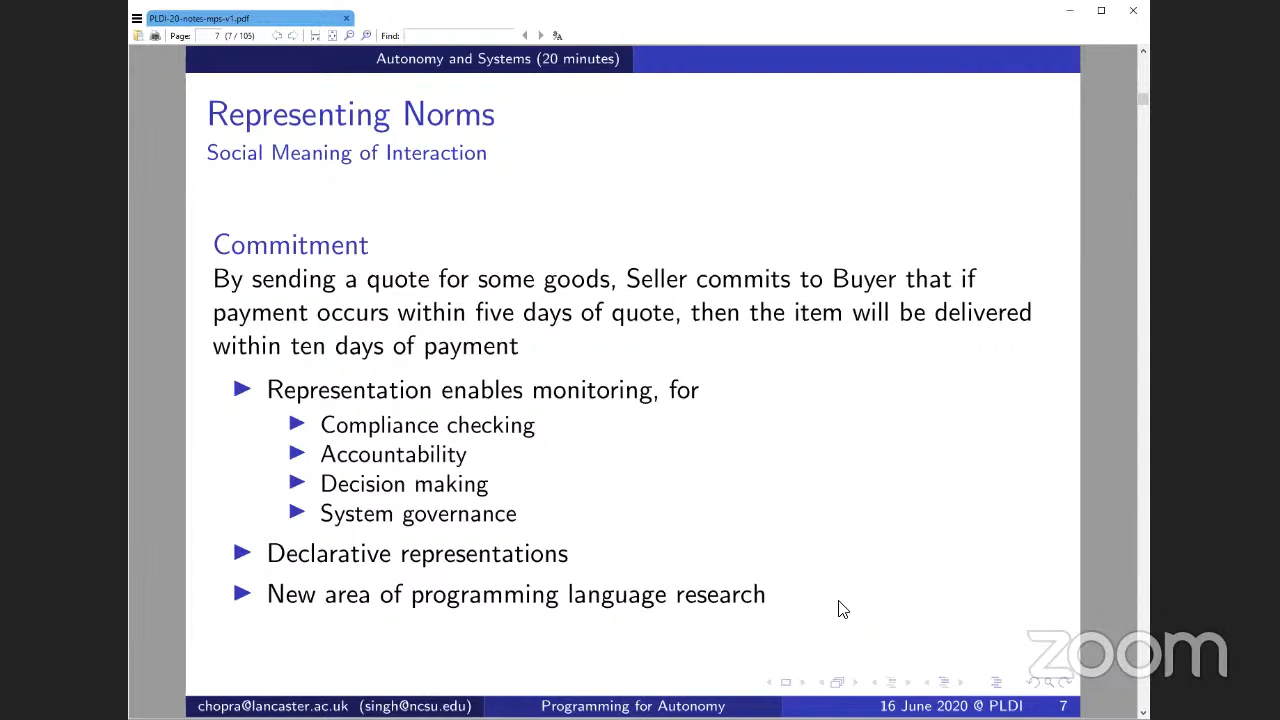 PLDI-20-notes-mps-v1.pdf
Page: 7 (7 / 105) Find:
Autonomy and Systems (20 minutes)
Representing Norms
Social Meaning of Interaction
Commitment
By sending a quote for some goods, Seller commits to Buyer that if
payment occurs within five days of quote, then the item will be delivered
within ten days of payment
Representation enables monitoring, for
Compliance checking
Accountability
Decision making
System governance
Declarative representations
New area of programming language research
zoom
chopra@lancaster.ac.uk (singh@ncsu.edu) Programming for Autonomy 16 June 2020 @ PLDI 7